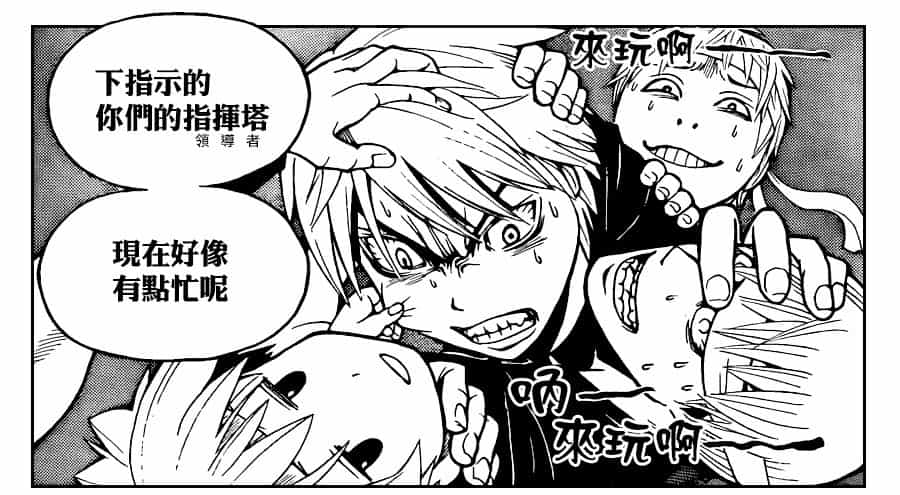 下指示的
你們的指揮塔
領導者
現在好像
有點忙呢
來玩啊——
吶——
來玩啊——